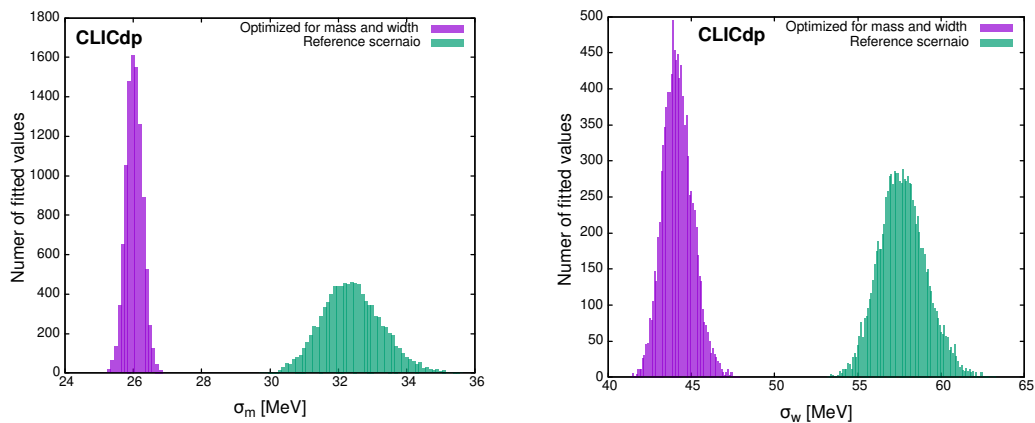 CLICdp
Optimized for mass and width
Reference scernaio
Numer of fitted values
1800
1600
1400
1200
1000
800
600
400
200
0
24 26 28 30 32 34 36
σm [MeV]
CLICdp
Optimized for mass and width
Reference scernaio
Numer of fitted values
500
450
400
350
300
250
200
150
100
50
0
40 45 50 55 60 65
σw [MeV]